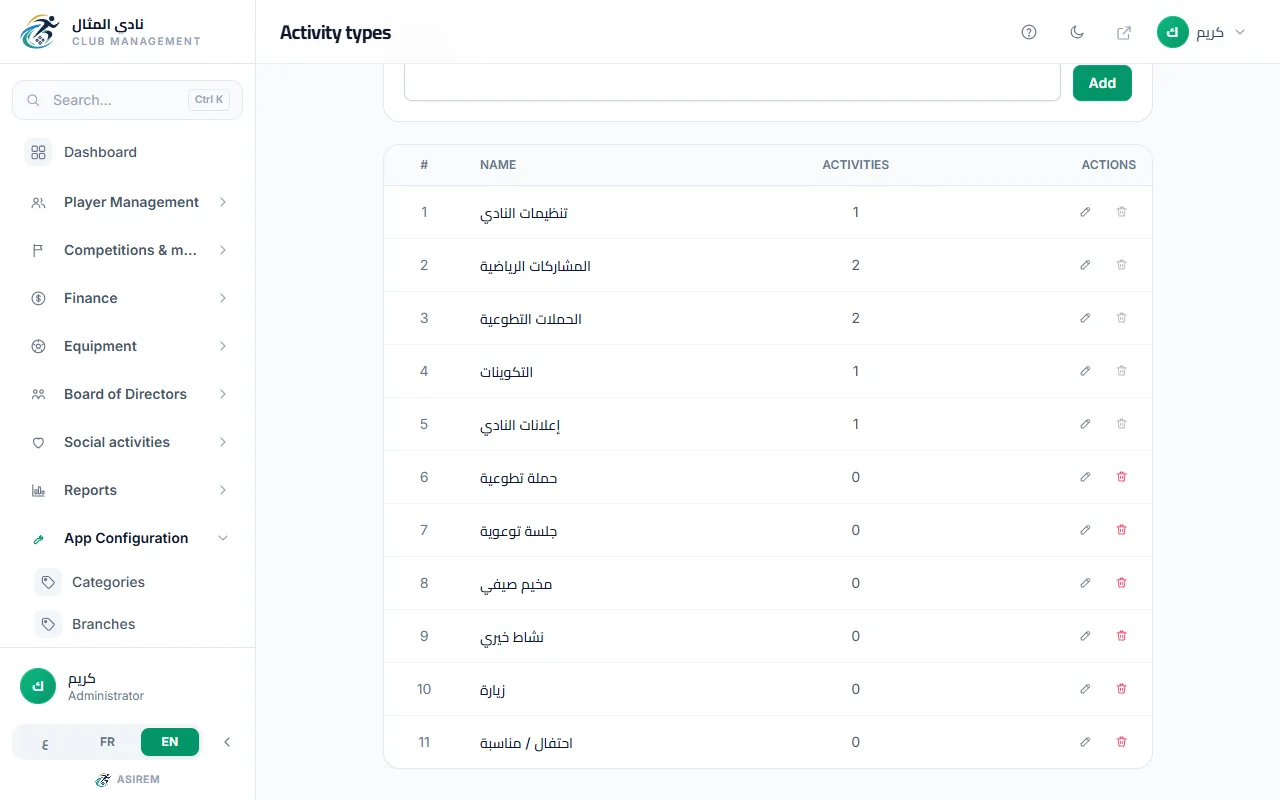 نادي المثال
CLUB MANAGEMENT
Search...
Ctrl K
Dashboard
Player Management
Competitions & m...
Finance
Equipment
Board of Directors
Social activities
Reports
App Configuration
Categories
Branches
ك
كريم
Administrator
ع
FR
EN
ASIREM
Activity types
ك
كريم
Add
# NAME ACTIVITIES ACTIONS
1 تنظيمات النادي 1
2 المشاركات الرياضية 2
3 الحملات التطوعية 2
4 التكوينات 1
5 إعلانات النادي 1
6 حملة تطوعية 0
7 جلسة توعوية 0
8 مخيم صيفي 0
9 نشاط خيري 0
10 زيارة 0
11 احتفال / مناسبة 0